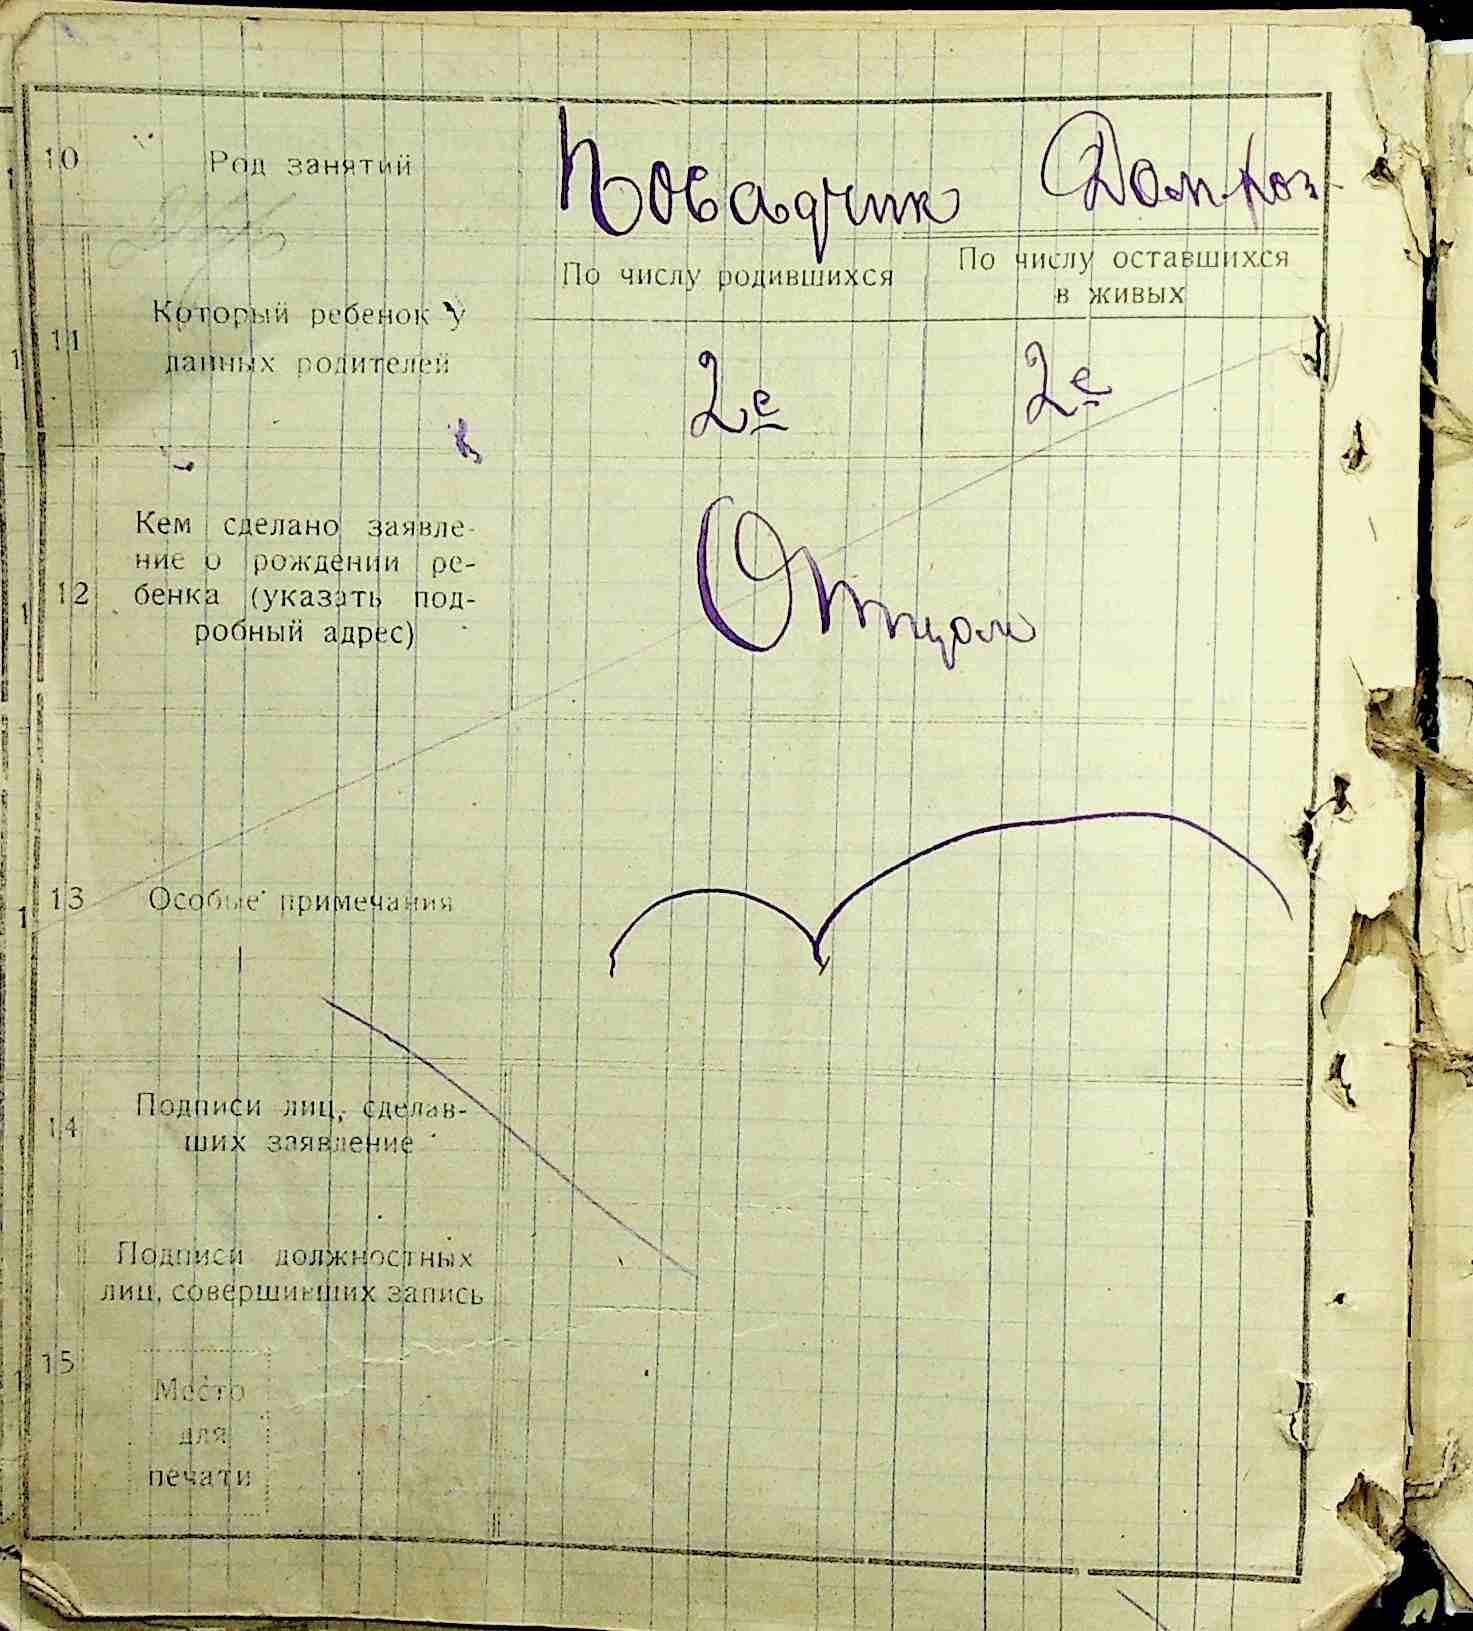 10 Род занятий Повадчик Дом.хоз.
По числу родившихся По числу оставшихся
в живых
11 Который ребенок у
данных родителей 2е 2е
12 Кем сделано заявле-
ние о рождении ре-
бенка (указать под-
робный адрес) Отцом
13 Особые примечания
14 Подписи лиц, сделав-
ших заявление
Подписи должностных
лиц, совершивших запись
15
Место
для
печати